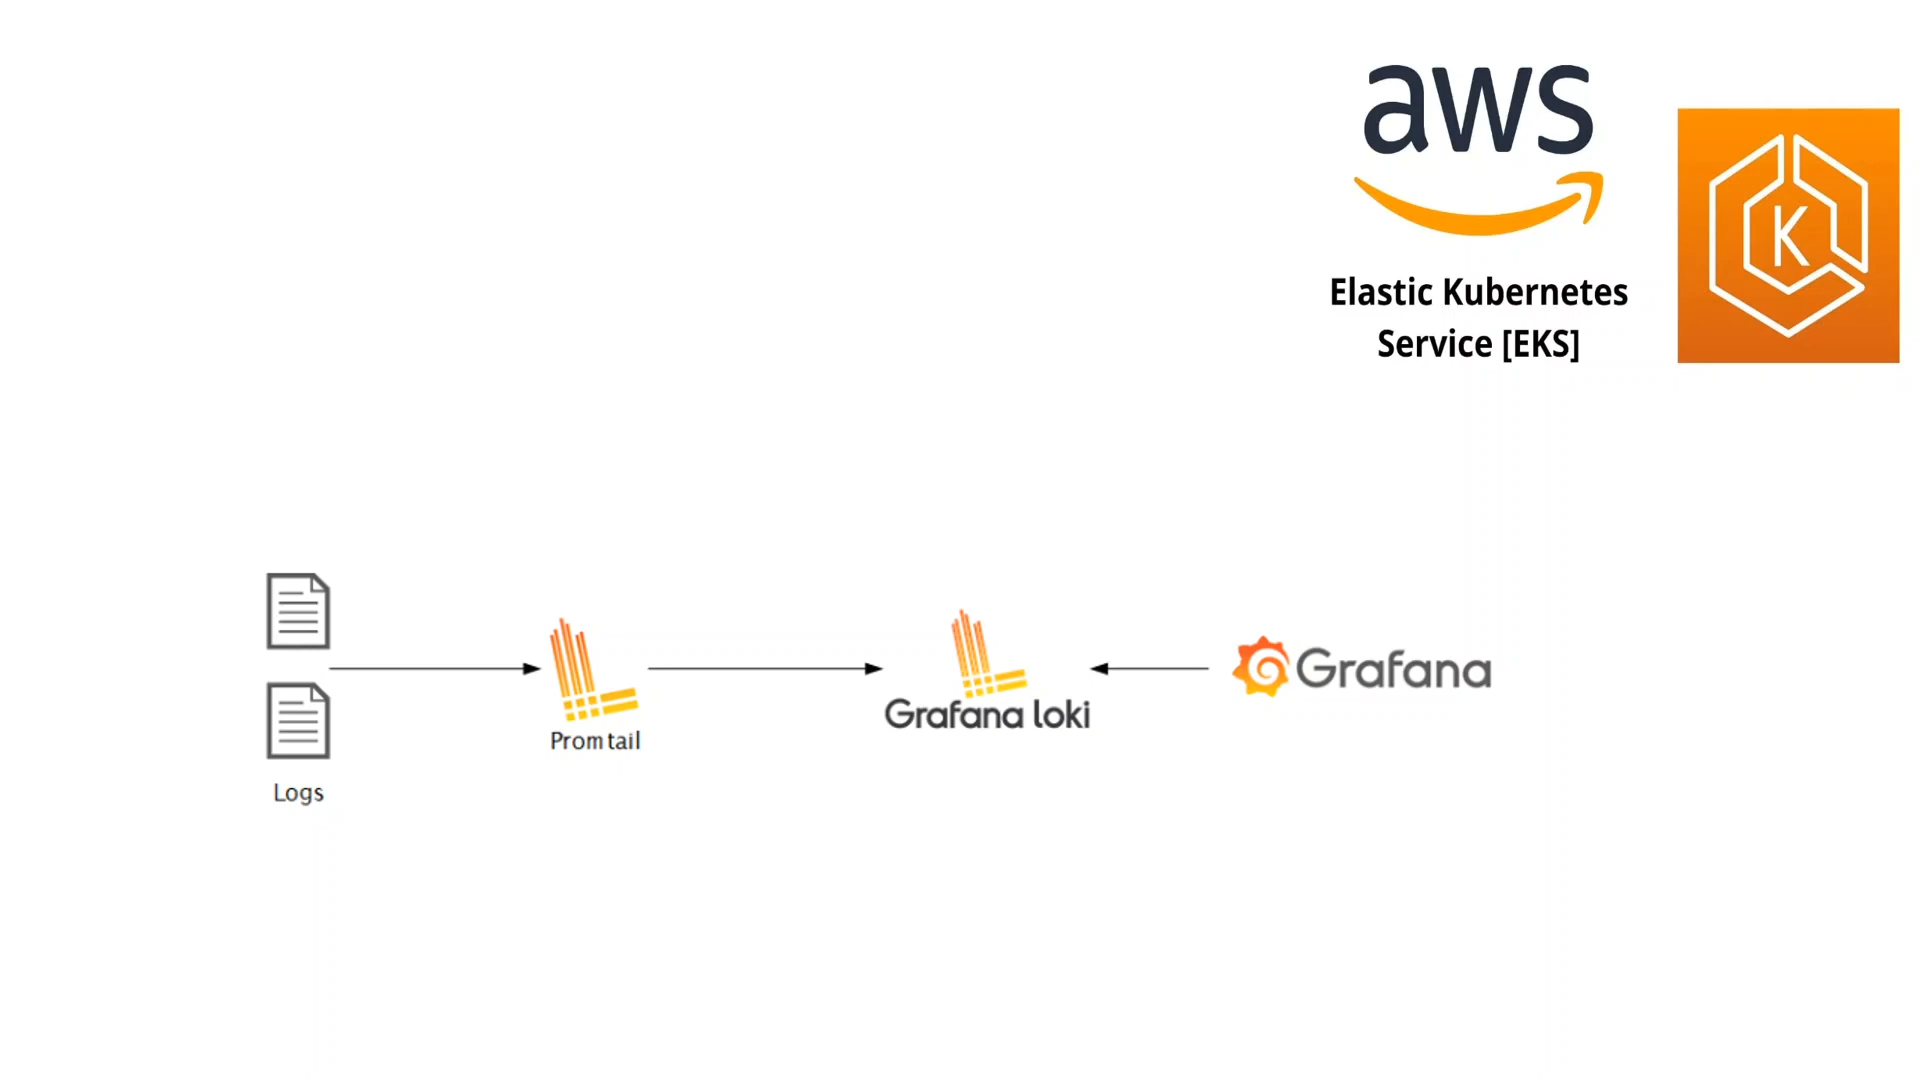 aws
Elastic Kubernetes
Service [EKS]
K
Promtail
Grafana loki
Grafana
Logs